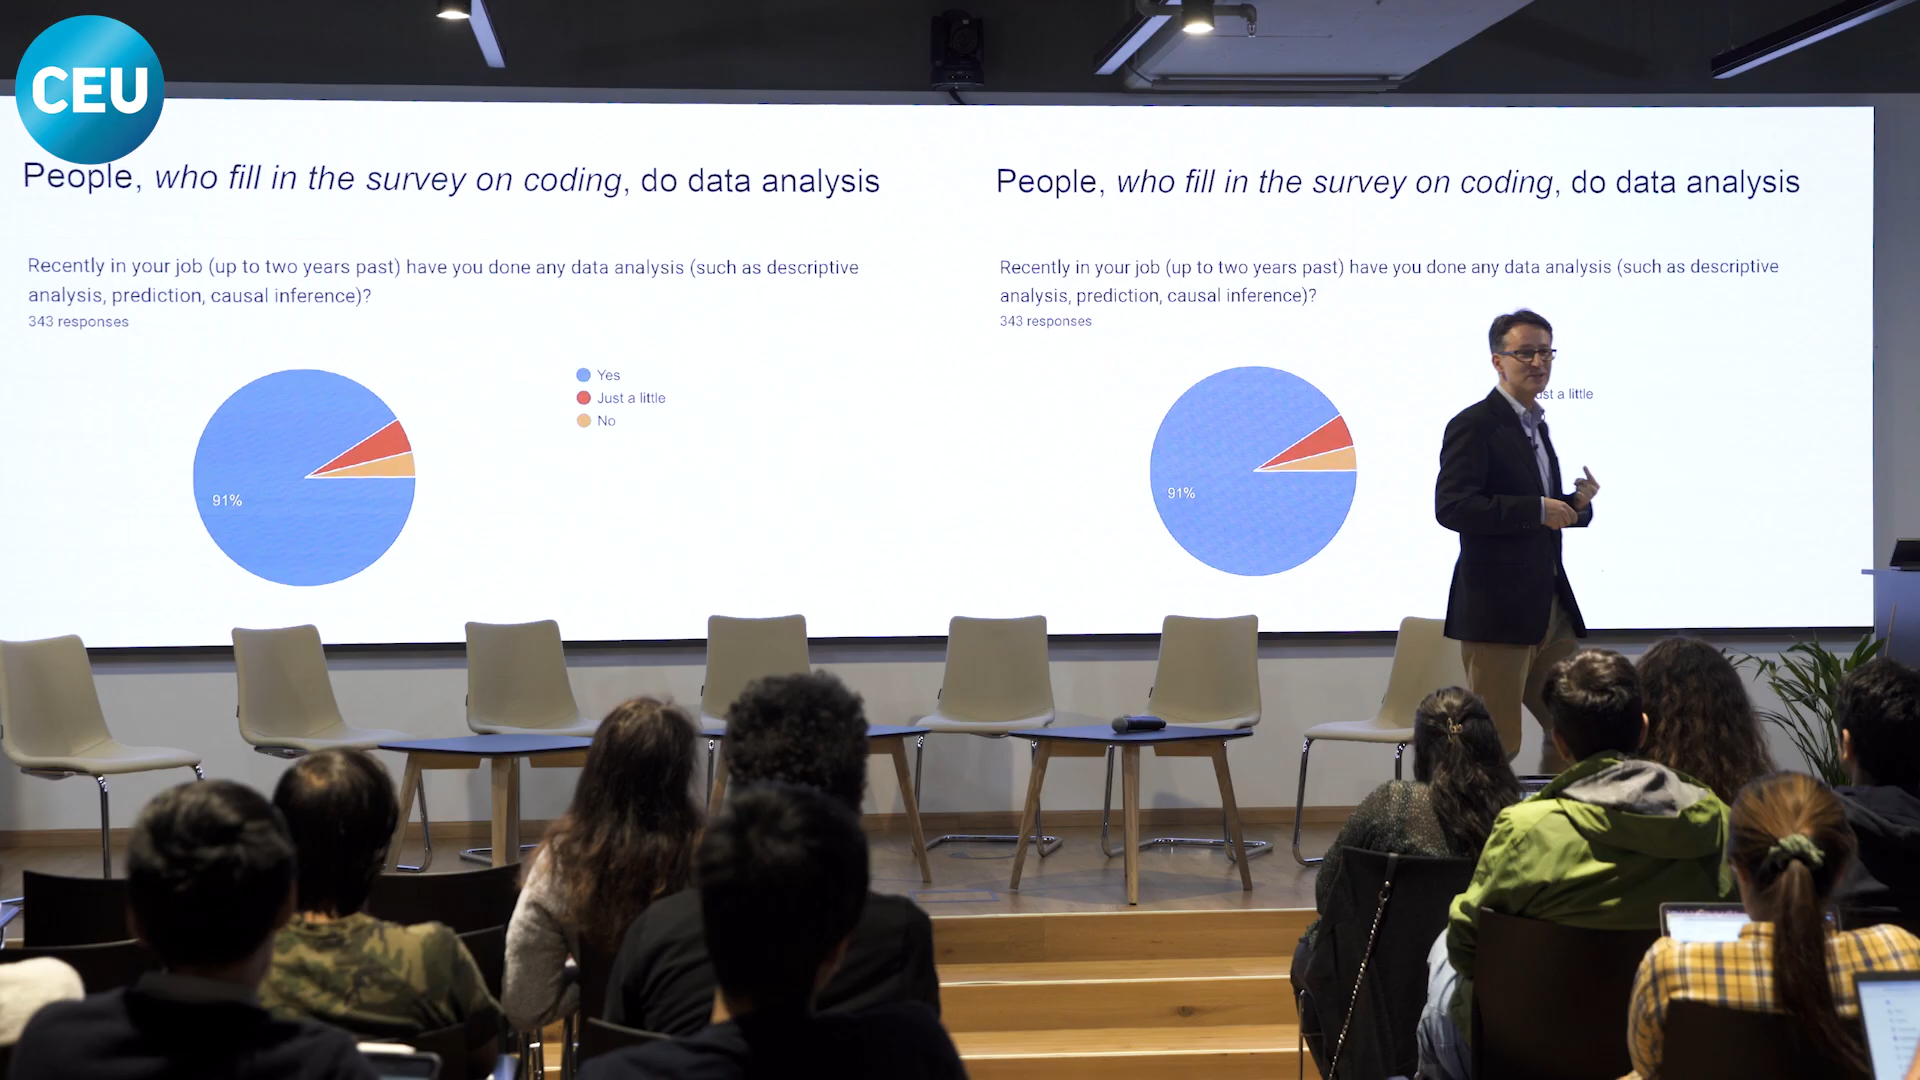 CEU
People, who fill in the survey on coding, do data analysis
Recently in your job (up to two years past) have you done any data analysis (such as descriptive
analysis, prediction, causal inference)?
343 responses
Yes
Just a little
No
91%
People, who fill in the survey on coding, do data analysis
Recently in your job (up to two years past) have you done any data analysis (such as descriptive
analysis, prediction, causal inference)?
343 responses
a little
91%